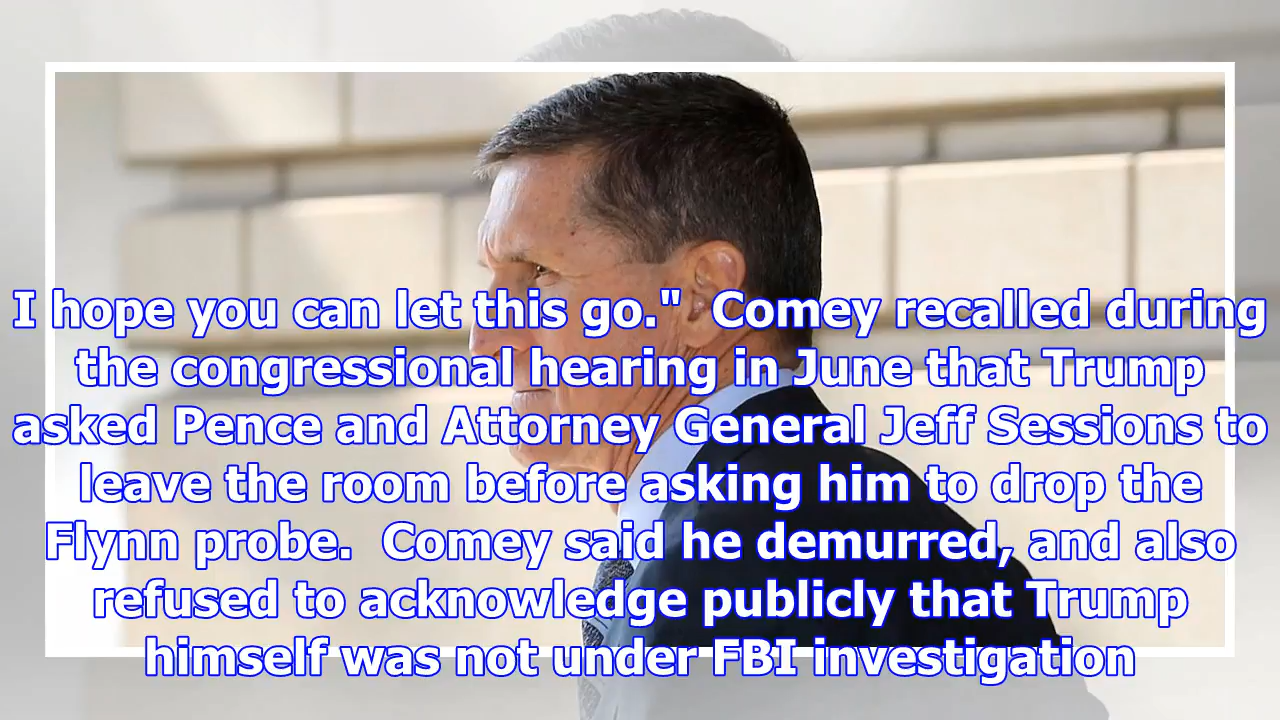 I hope you can let this go."  Comey recalled during
the congressional hearing in June that Trump
asked Pence and Attorney General Jeff Sessions to
leave the room before asking him to drop the
Flynn probe.  Comey said he demurred, and also
refused to acknowledge publicly that Trump
himself was not under FBI investigation